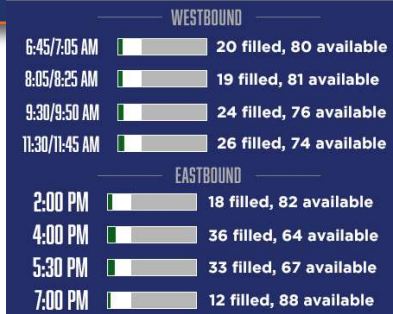 WESTBOUND
6:45/7:05 AM 20 filled, 80 available
8:05/8:25 AM 19 filled, 81 available
9:30/9:50 AM 24 filled, 76 available
11:30/11:45 AM 26 filled, 74 available
EASTBOUND
2:00 PM 18 filled, 82 available
4:00 PM 36 filled, 64 available
5:30 PM 33 filled, 67 available
7:00 PM 12 filled, 88 available